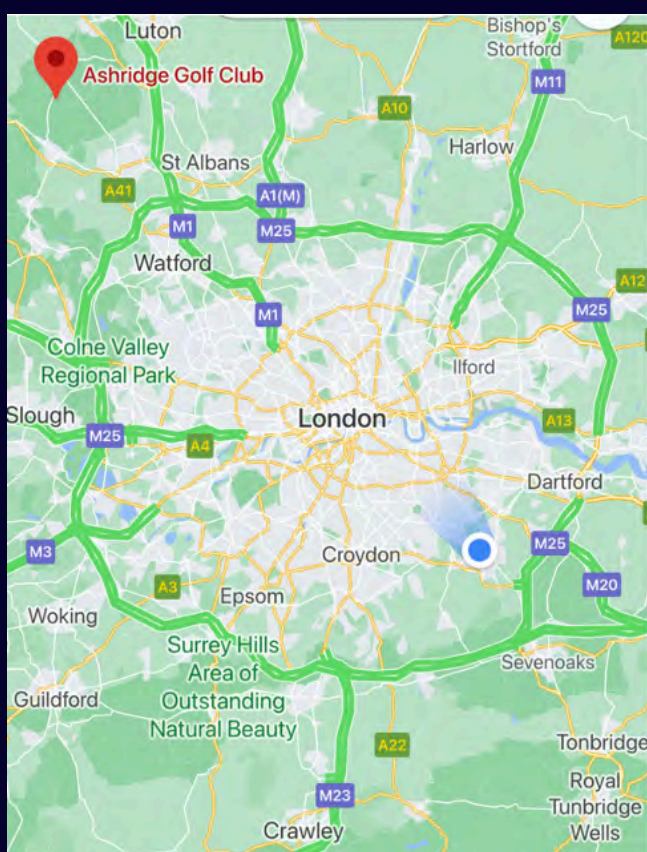 Luton
Bishop's
Stortford
A120
Ashridge Golf Club
M11
A10
Harlow
St Albans
A41
A1(M)
M1
M25
Watford
A12
M25
M1
Colne Valley
Regional Park
Ilford
Slough
London
A13
M25
A4
Dartford
M25
M3
Croydon
A3
M20
Epsom
Woking
Surrey Hills
Area of
Outstanding
Natural Beauty
Sevenoaks
Guildford
A22
Tonbridge
Royal
Tunbridge
Wells
M23
Crawley